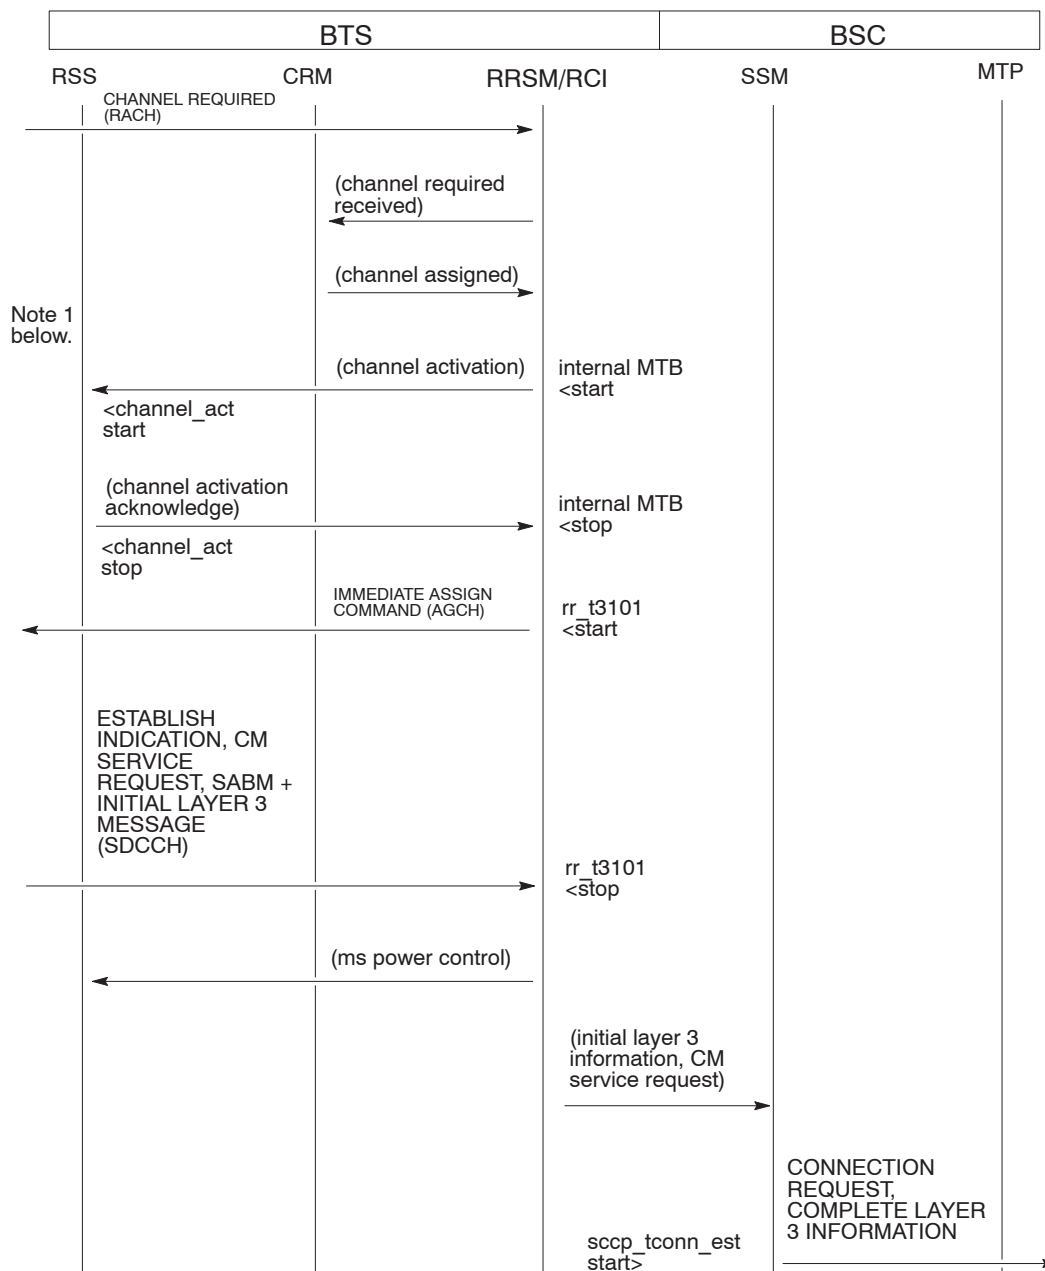 BTS BSC
RSS CRM RRSM/RCI SSM MTP
CHANNEL REQUIRED
(RACH)
(channel required
received)
(channel assigned)
Note 1
below.
(channel activation)
internal MTB
<start
<channel_act
start
(channel activation
acknowledge)
internal MTB
<stop
<channel_act
stop
IMMEDIATE ASSIGN
COMMAND (AGCH)
rr_t3101
<start
ESTABLISH
INDICATION, CM
SERVICE
REQUEST, SABM +
INITIAL LAYER 3
MESSAGE
(SDCCH)
rr_t3101
<stop
(ms power control)
(initial layer 3
information, CM
service request)
CONNECTION
REQUEST,
COMPLETE LAYER
3 INFORMATION
sccp_tconn_est
start>